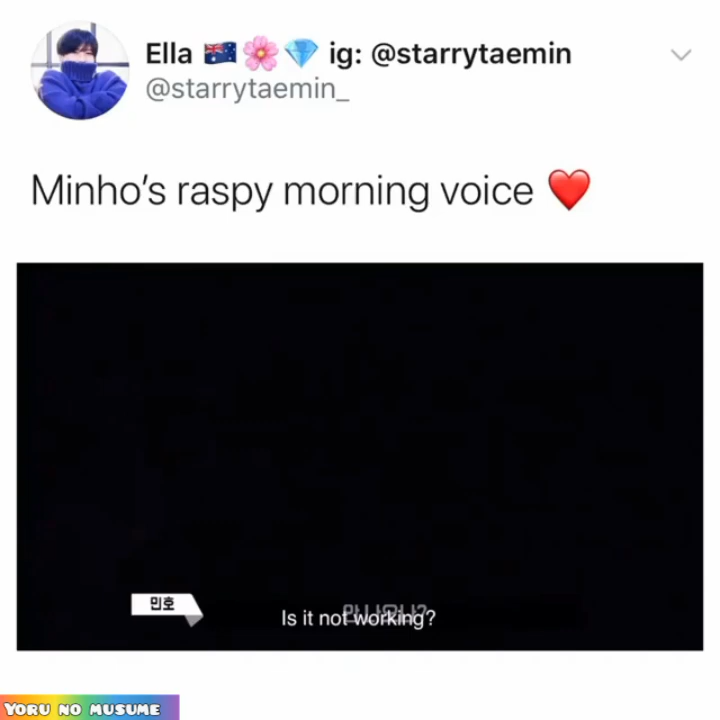 Ella 🇦🇺🌸💎 ig: @starrytaemin
@starrytaemin_
Minho's raspy morning voice ❤️
민호
Is it not working?
YORU NO MUSUME